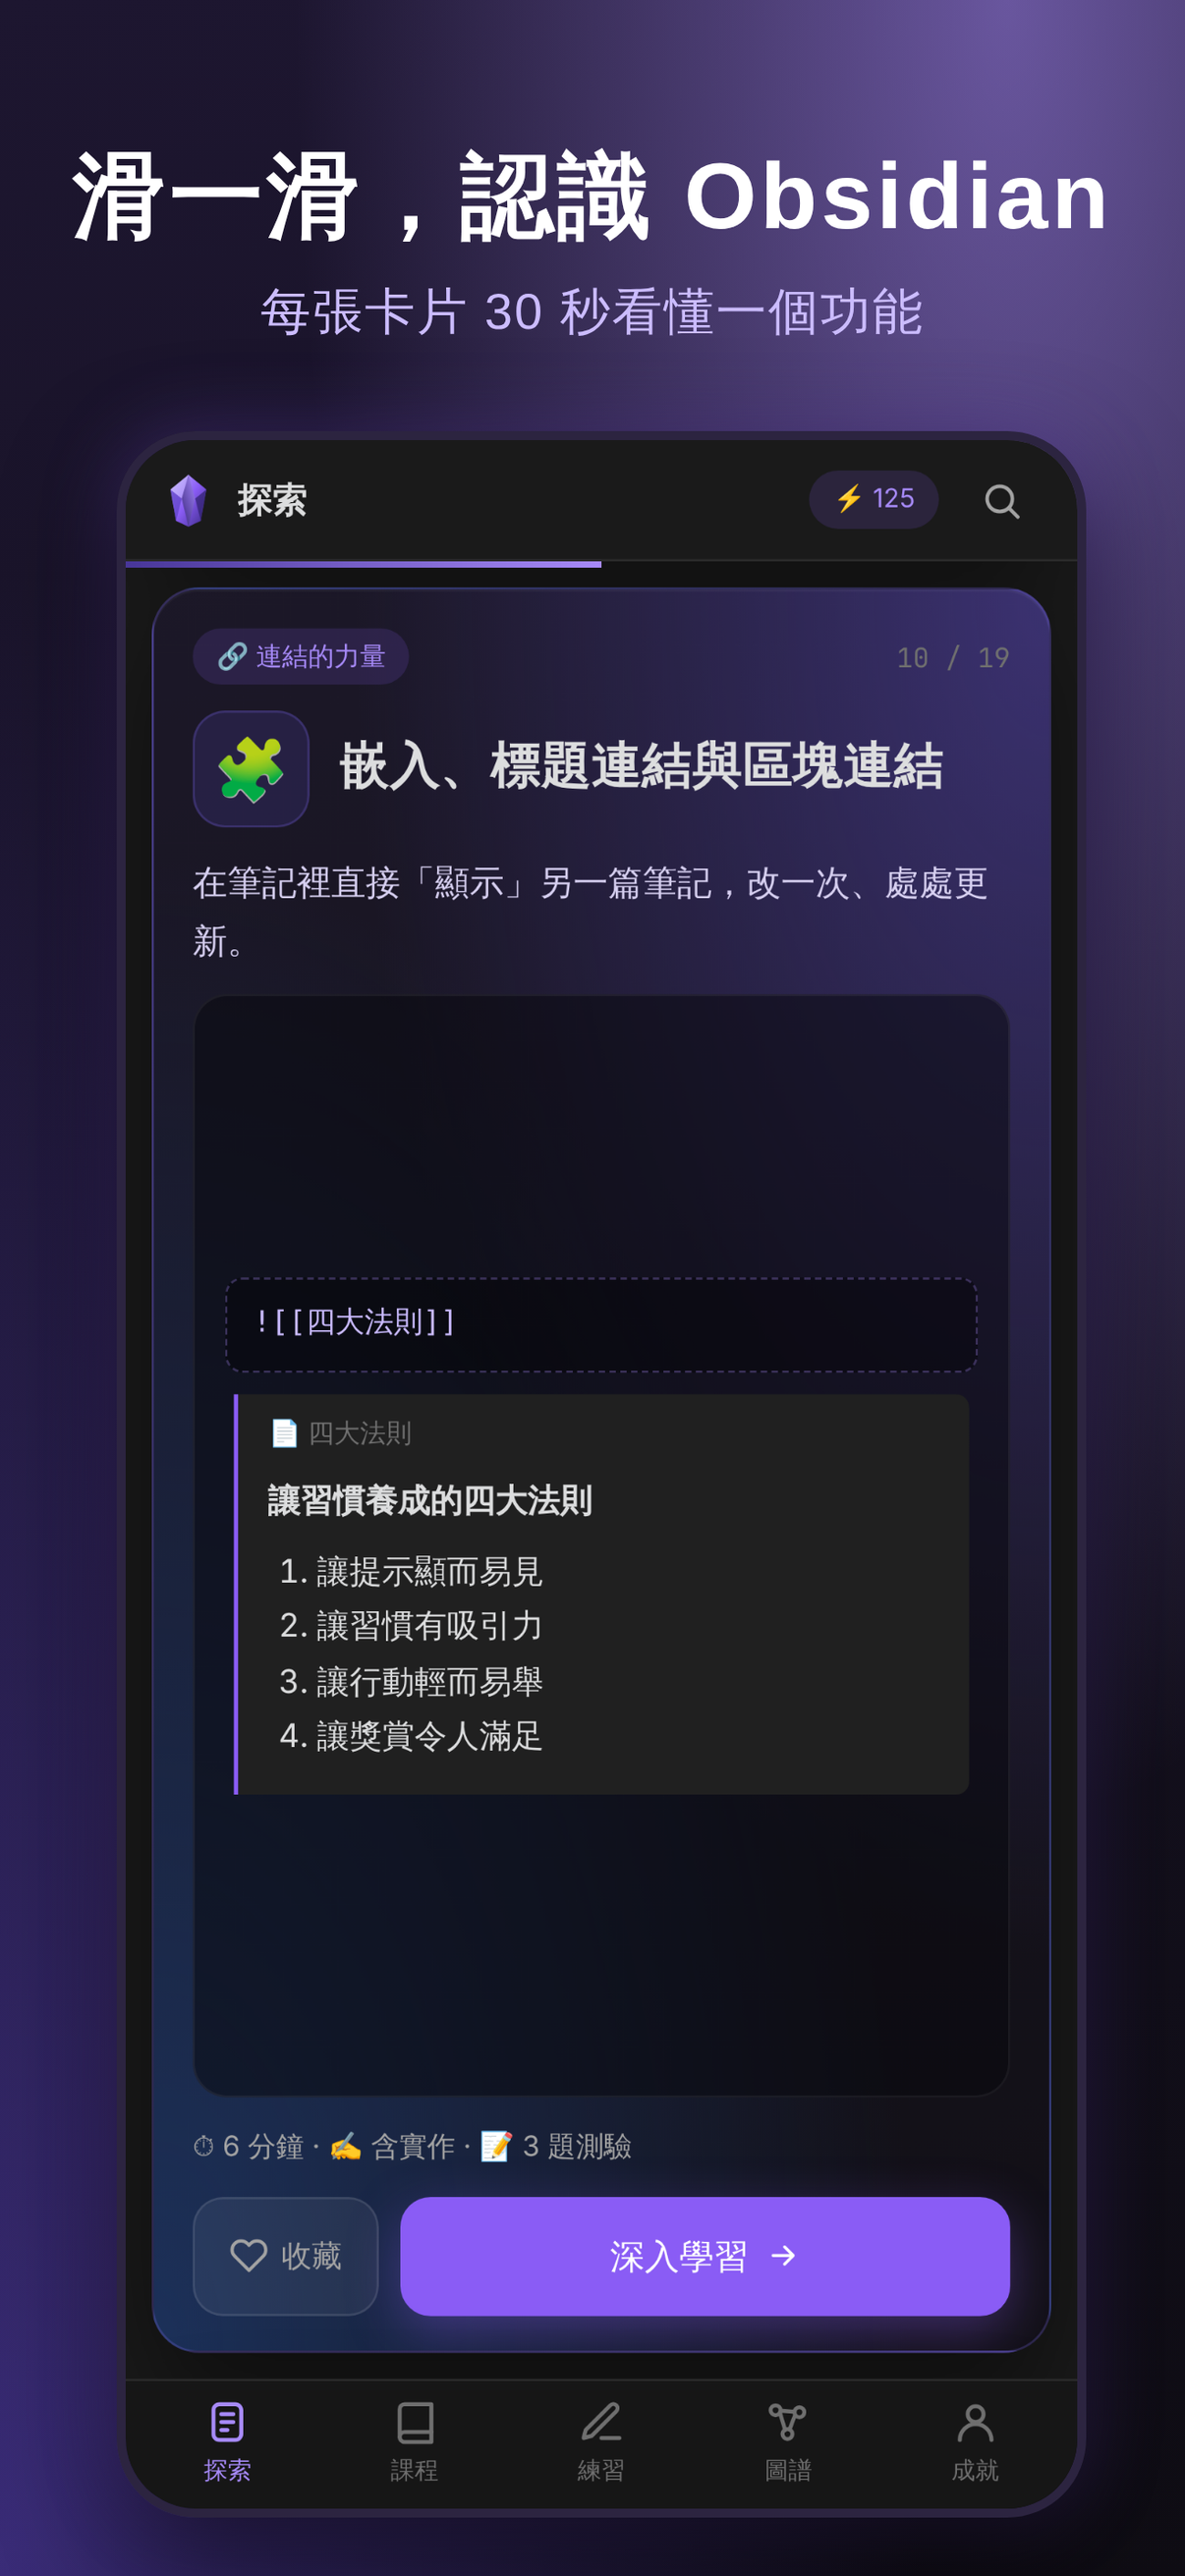 滑一滑，認識 Obsidian
每張卡片 30 秒看懂一個功能
探索
⚡ 125
🔗 連結的力量
10 / 19
🧩 嵌入、標題連結與區塊連結
在筆記裡直接「顯示」另一篇筆記，改一次、處處更
新。
![[四大法則]]
📄 四大法則
讓習慣養成的四大法則
1. 讓提示顯而易見
2. 讓習慣有吸引力
3. 讓行動輕而易舉
4. 讓獎賞令人滿足
⏱ 6 分鐘 · ✍️ 含實作 · 📝 3 題測驗
收藏
深入學習 →
探索
課程
練習
圖譜
成就